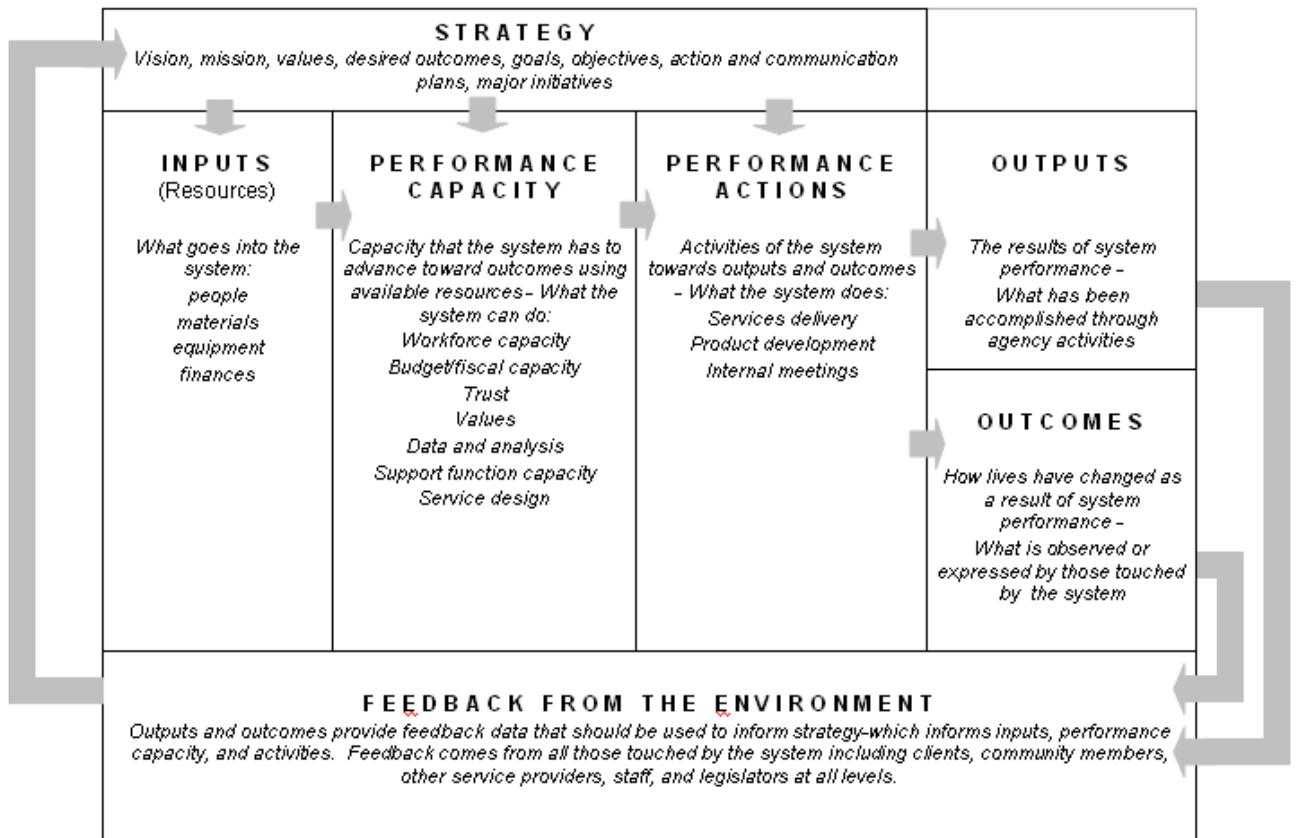 STRATEGY
Vision, mission, values, desired outcomes, goals, objectives, action and communication
plans, major initiatives
INPUTS
(Resources)
What goes into the
system:
people
materials
equipment
finances
PERFORMANCE
CAPACITY
Capacity that the system has to
advance toward outcomes using
available resources – What the
system can do:
Workforce capacity
Budget/fiscal capacity
Trust
Values
Data and analysis
Support function capacity
Service design
PERFORMANCE
ACTIONS
Activities of the system
towards outputs and outcomes
– What the system does:
Services delivery
Product development
Internal meetings
OUTPUTS
The results of system
performance –
What has been
accomplished through
agency activities
OUTCOMES
How lives have changed as
a result of system
performance –
What is observed or
expressed by those touched
by the system
FEEDBACK FROM THE ENVIRONMENT
Outputs and outcomes provide feedback data that should be used to inform strategy-which informs inputs, performance
capacity, and activities. Feedback comes from all those touched by the system including clients, community members,
other service providers, staff, and legislators at all levels.